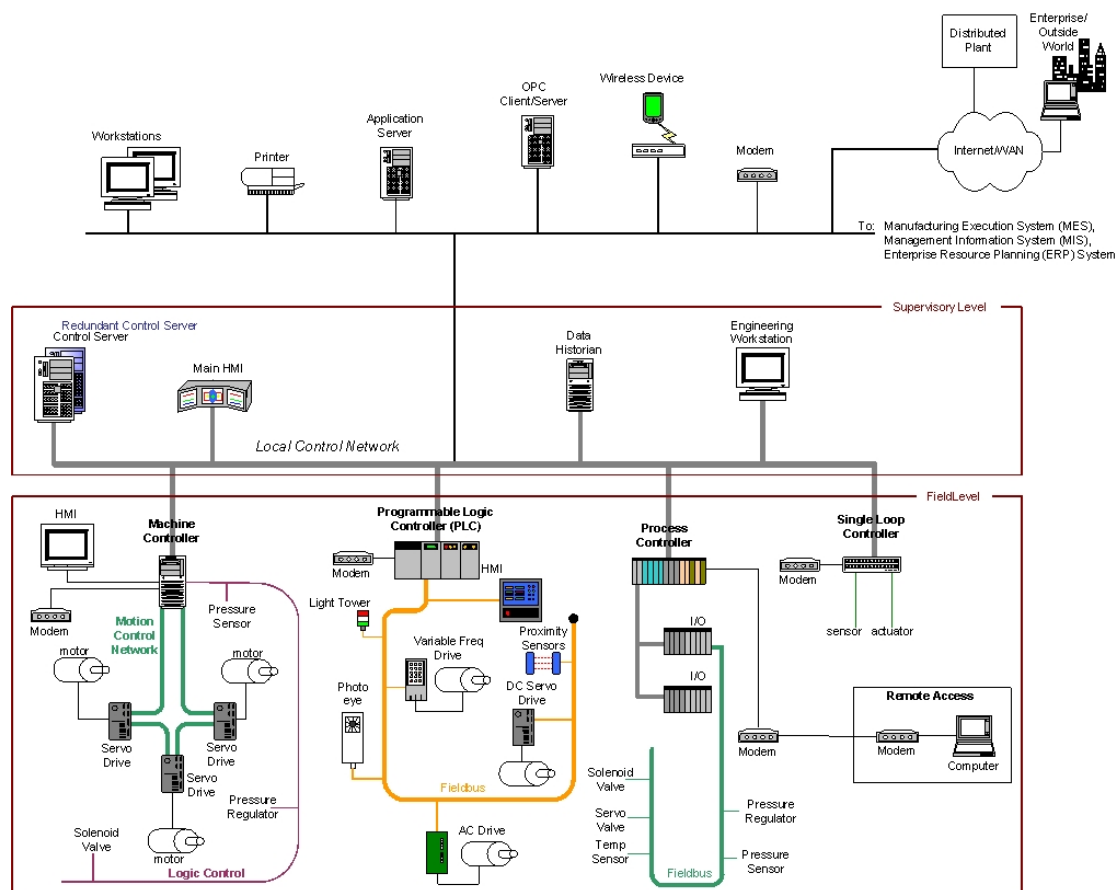 Enterprise/
Outside
World
Distributed
Plant
OPC
Client/Server
Wireless Device
Application
Server
Workstations
Printer
Modem
Internet/WAN
To: Manufacturing Execution System (MES),
Management Information System (MIS),
Enterprise Resource Planning (ERP) System
Supervisory Level
Redundant Control Server
Control Server
Main HMI
Data
Historian
Engineering
Workstation
Local Control Network
FieldLevel
HMI
Machine
Controller
Programmable Logic
Controller (PLC)
Process
Controller
Single Loop
Controller
Modem
HMI
Modem
Modem
Pressure
Sensor
Light Tower
Motion
Control
Network
Proximity
Sensors
I/O
sensor
actuator
Variable Freq
Drive
motor
motor
Photo
eye
DC Servo
Drive
I/O
Remote Access
Servo
Drive
Servo
Drive
Modem
Modem
Computer
Servo
Drive
Solenoid
Valve
Fieldbus
Pressure
Regulator
Servo
Valve
Pressure
Regulator
Solenoid
Valve
AC Drive
Temp
Sensor
motor
Pressure
Sensor
Logic Control
Fieldbus